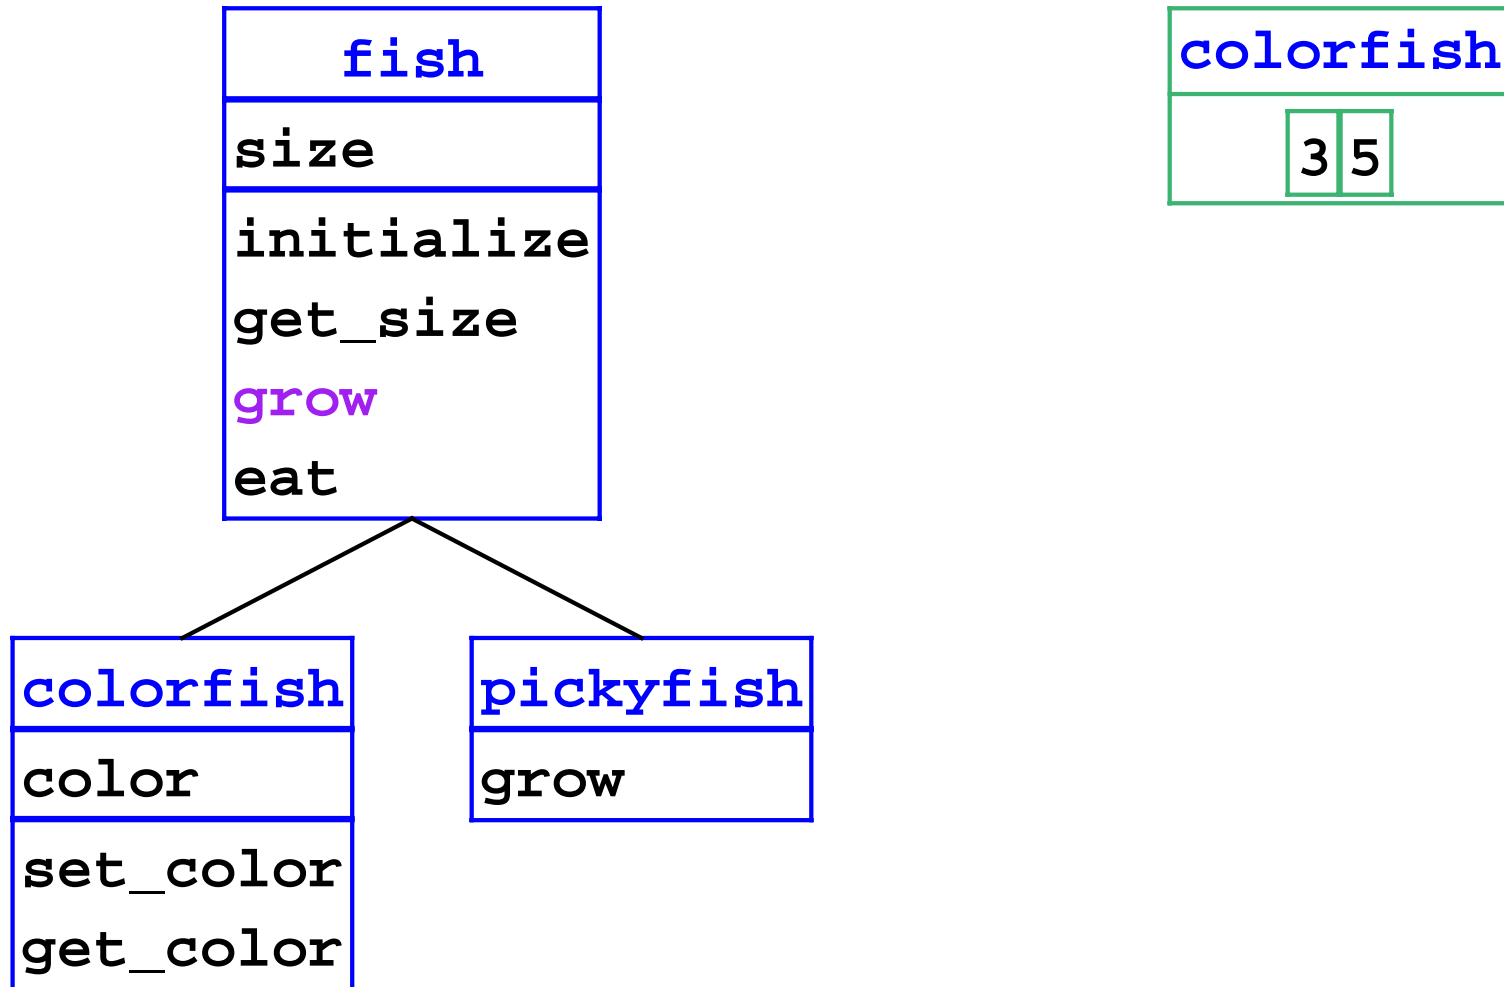 fish
size
initialize
get_size
grow
eat
colorfish
color
set_color
get_color
pickyfish
grow
colorfish
3 5